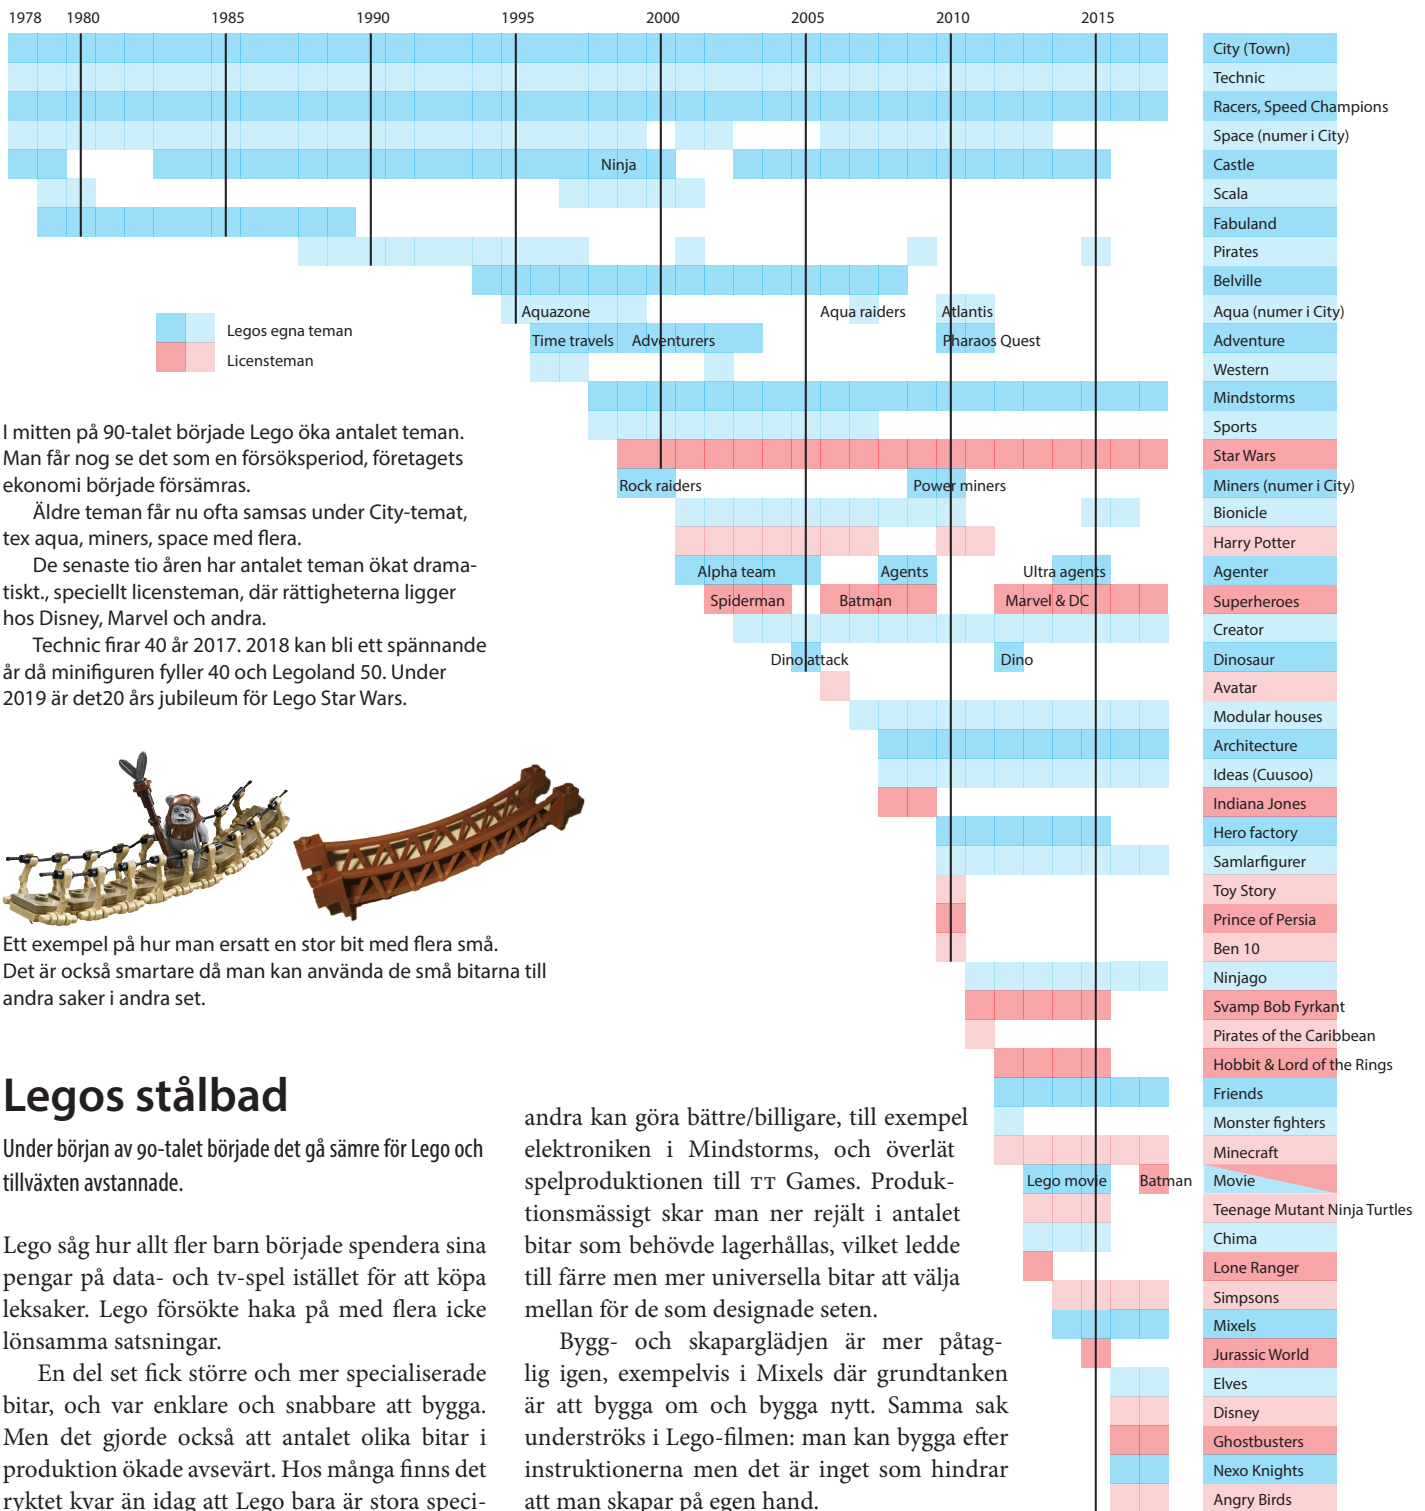 1978 1980 1985 1990 1995 2000 2005 2010 2015
City (Town)
Technic
Racers, Speed Champions
Space (numer i City)
Ninja
Castle
Scala
Fabuland
Pirates
Belville
Aquazone Aqua raiders Atlantis
Aqua (numer i City)
Time travels Adventurers Pharaos Quest
Adventure
Western
Mindstorms
Sports
Star Wars
Rock raiders Power miners
Miners (numer i City)
Bionicle
Harry Potter
Alpha team Agents Ultra agents
Agenter
Spiderman Batman Marvel & DC
Superheroes
Creator
Dino attack Dino
Dinosaur
Avatar
Modular houses
Architecture
Ideas (Cuusoo)
Indiana Jones
Hero factory
Samlarfigurer
Toy Story
Prince of Persia
Ben 10
Ninjago
Svamp Bob Fyrkant
Pirates of the Caribbean
Hobbit & Lord of the Rings
Friends
Monster fighters
Minecraft
Lego movie Batman
Movie
Teenage Mutant Ninja Turtles
Chima
Lone Ranger
Simpsons
Mixels
Jurassic World
Elves
Disney
Ghostbusters
Nexo Knights
Angry Birds
Legos egna teman
Licensteman
I mitten på 90-talet började Lego öka antalet teman.
Man får nog se det som en försöksperiod, företagets
ekonomi började försämras.
Äldre teman får nu ofta samsas under City-temat,
tex aqua, miners, space med flera.
De senaste tio åren har antalet teman ökat drama-
tiskt., speciellt licensteman, där rättigheterna ligger
hos Disney, Marvel och andra.
Technic firar 40 år 2017. 2018 kan bli ett spännande
år då minifiguren fyller 40 och Legoland 50. Under
2019 är det20 års jubileum för Lego Star Wars.
Ett exempel på hur man ersatt en stor bit med flera små.
Det är också smartare då man kan använda de små bitarna till
andra saker i andra set.
Legos stålbad
Under början av 90-talet började det gå sämre för Lego och
tillväxten avstannade.
Lego såg hur allt fler barn började spendera sina
pengar på data- och tv-spel istället för att köpa
leksaker. Lego försökte haka på med flera icke
lönsamma satsningar.
En del set fick större och mer specialiserade
bitar, och var enklare och snabbare att bygga.
Men det gjorde också att antalet olika bitar i
produktion ökade avsevärt. Hos många finns det
ryktet kvar än idag att Lego bara är stora speci-
andra kan göra bättre/billigare, till exempel
elektroniken i Mindstorms, och överlät
spelproduktionen till TT Games. Produk-
tionsmässigt skar man ner rejält i antalet
bitar som behövde lagerhållas, vilket ledde
till färre men mer universella bitar att välja
mellan för de som designade seten.
Bygg- och skaparglädjen är mer påtag-
lig igen, exempelvis i Mixels där grundtanken
är att bygga om och bygga nytt. Samma sak
underströks i Lego-filmen: man kan bygga efter
instruktionerna men det är inget som hindrar
att man skapar på egen hand.